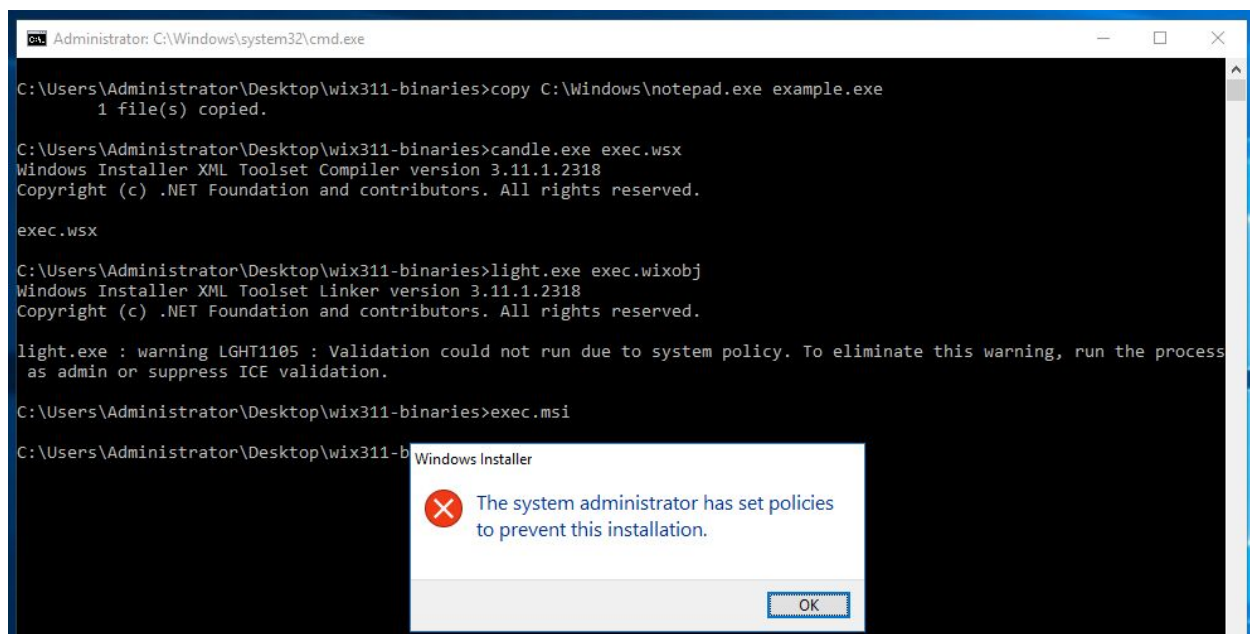 Administrator: C:\Windows\system32\cmd.exe
C:\Users\Administrator\Desktop\wix311-binaries>copy C:\Windows\notepad.exe example.exe
1 file(s) copied.
C:\Users\Administrator\Desktop\wix311-binaries>candle.exe exec.wsx
Windows Installer XML Toolset Compiler version 3.11.1.2318
Copyright (c) .NET Foundation and contributors. All rights reserved.
exec.wsx
C:\Users\Administrator\Desktop\wix311-binaries>light.exe exec.wixobj
Windows Installer XML Toolset Linker version 3.11.1.2318
Copyright (c) .NET Foundation and contributors. All rights reserved.
light.exe : warning LGHT1105 : Validation could not run due to system policy. To eliminate this warning, run the process
as admin or suppress ICE validation.
C:\Users\Administrator\Desktop\wix311-binaries>exec.msi
C:\Users\Administrator\Desktop\wix311-b
Windows Installer
The system administrator has set policies
to prevent this installation.
OK